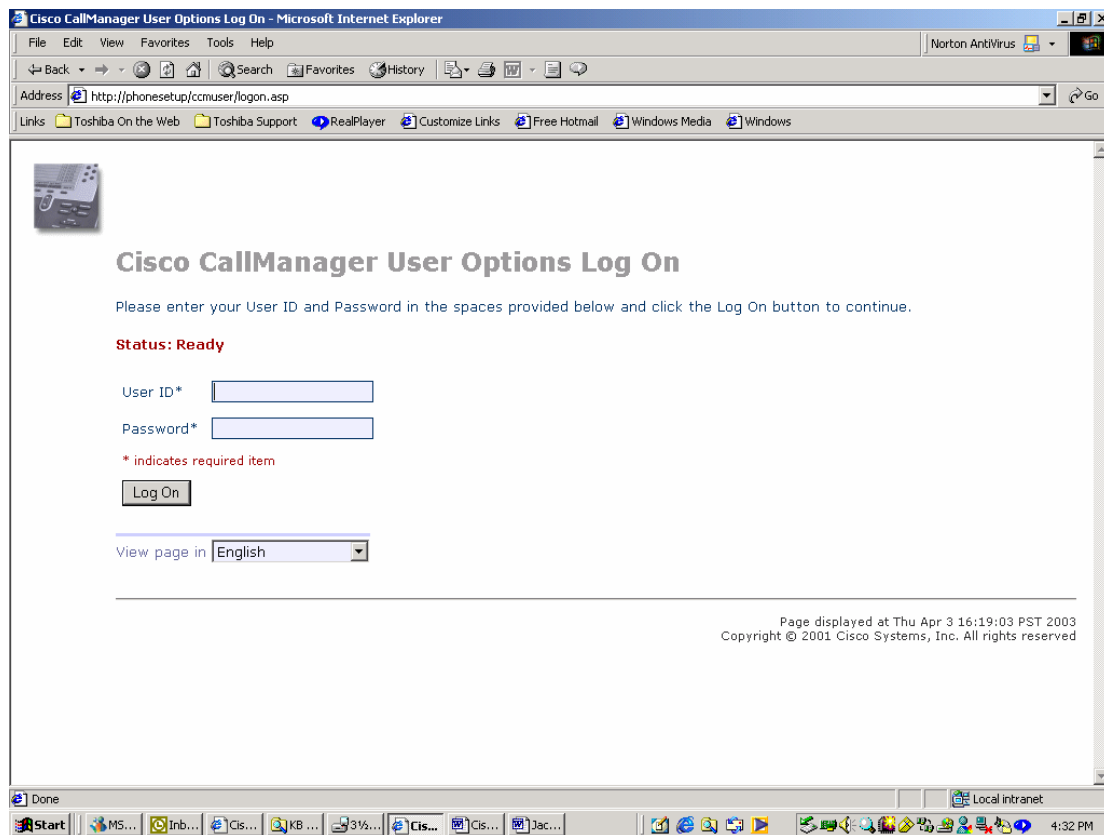 Cisco CallManager User Options Log On - Microsoft Internet Explorer
File Edit View Favorites Tools Help
Norton AntiVirus
Back Search Favorites History
Address http://phonesetup/ccmuser/logon.asp Go
Links Toshiba On the Web Toshiba Support RealPlayer Customize Links Free Hotmail Windows Media Windows
Cisco CallManager User Options Log On
Please enter your User ID and Password in the spaces provided below and click the Log On button to continue.
Status: Ready
User ID*
Password*
* indicates required item
Log On
View page in English
Page displayed at Thu Apr 3 16:19:03 PST 2003
Copyright © 2001 Cisco Systems, Inc. All rights reserved
Done Local intranet
Start MS... Inb... Cis... KB ... 3½... Cis... Cis... Jac... 4:32 PM